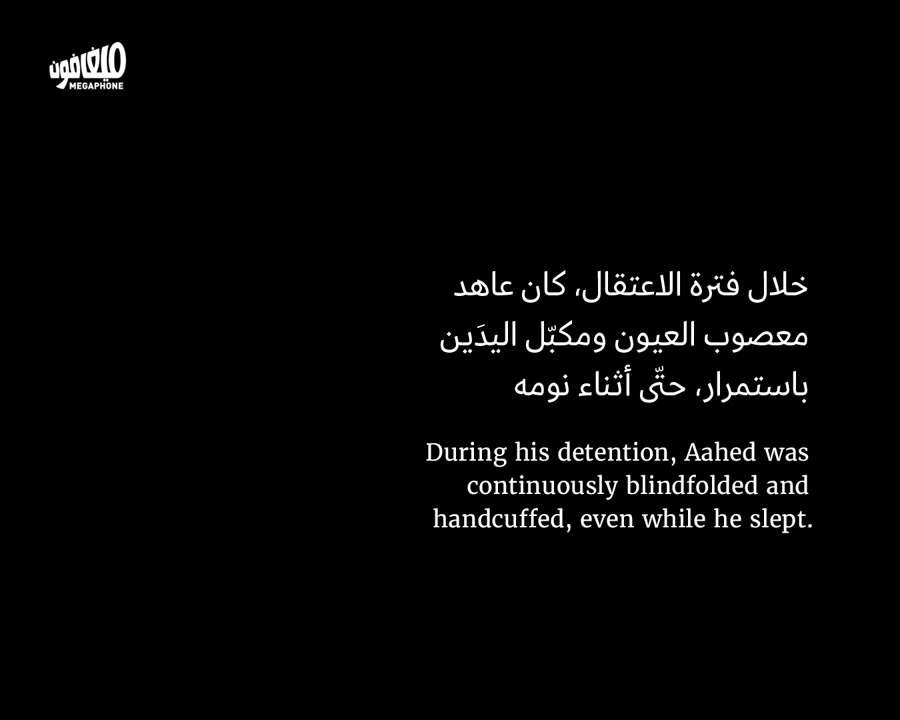 ميغافون
MEGAPHONE
خلال فترة الاعتقال، كان عاهد
معصوب العيون ومكبّل اليدَين
باستمرار، حتّى أثناء نومه
During his detention, Aahed was
continuously blindfolded and
handcuffed, even while he slept.